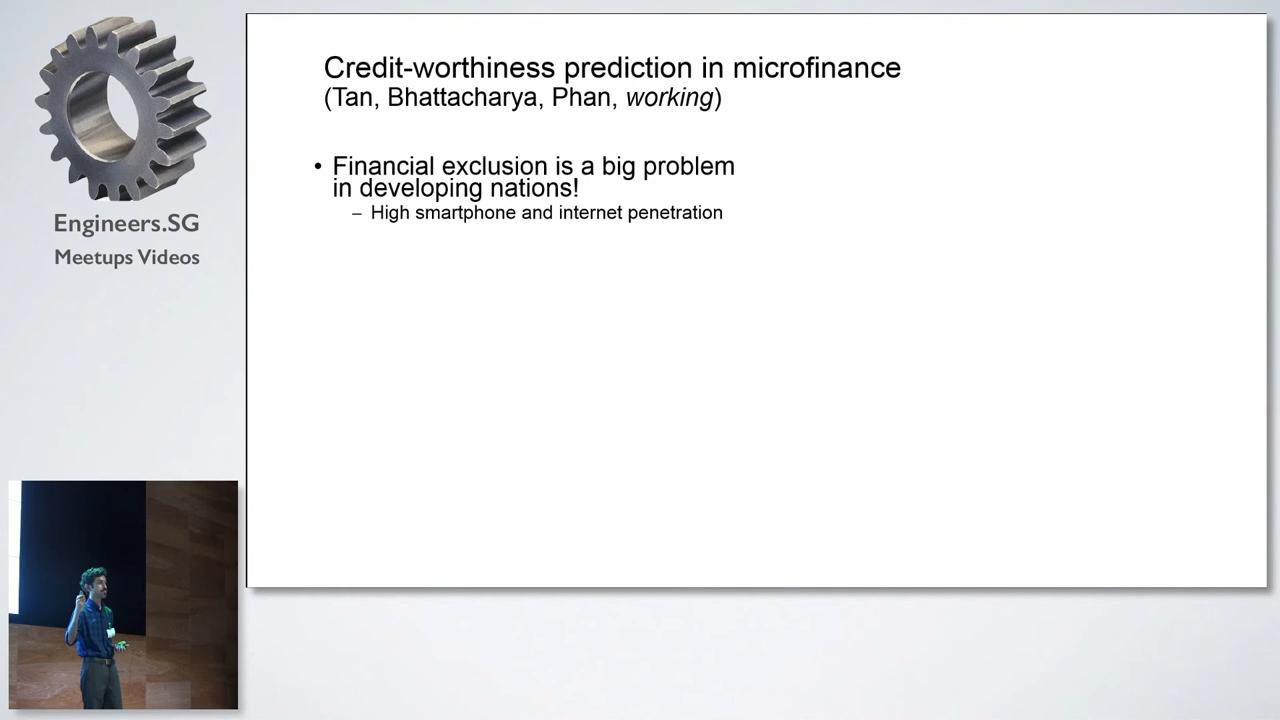 Engineers.SG
Meetups Videos
Credit-worthiness prediction in microfinance
(Tan, Bhattacharya, Phan, working)
• Financial exclusion is a big problem
in developing nations!
– High smartphone and internet penetration